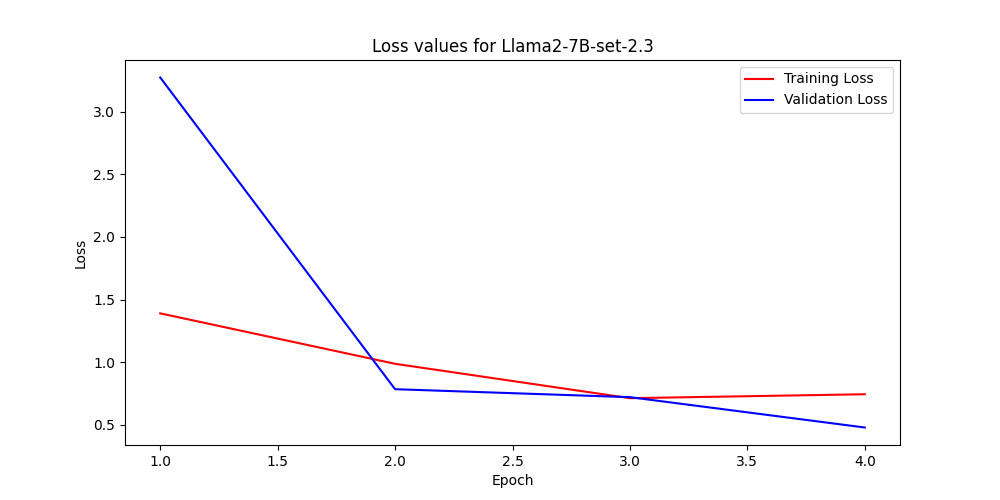 Loss values for Llama2-7B-set-2.3
Training Loss
Validation Loss
3.0
2.5
2.0
1.5
1.0
0.5
Loss
1.0 1.5 2.0 2.5 3.0 3.5 4.0
Epoch